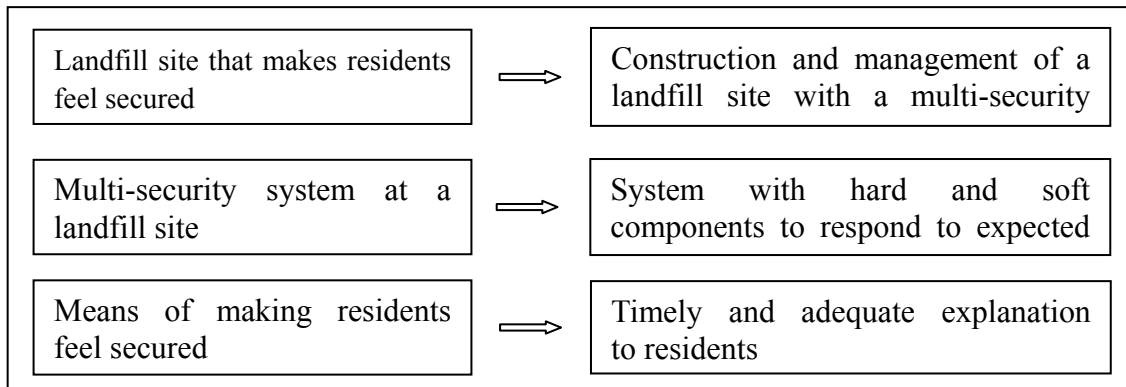 Landfill site that makes residents
feel secured
Construction and management of a
landfill site with a multi-security
Multi-security system at a
landfill site
System with hard and soft
components to respond to expected
Means of making residents
feel secured
Timely and adequate explanation
to residents